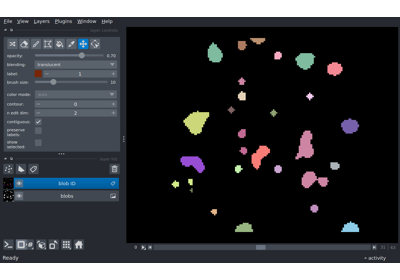 File View Layers Plugins Window Help
opacity: 0.70
blending: translucent
label: 1
brush size: 10
color mode:
contour: 0
n edit dim: 2
contiguous:
preserve labels:
show selected:
blob ID
blobs
0
Ready
activity